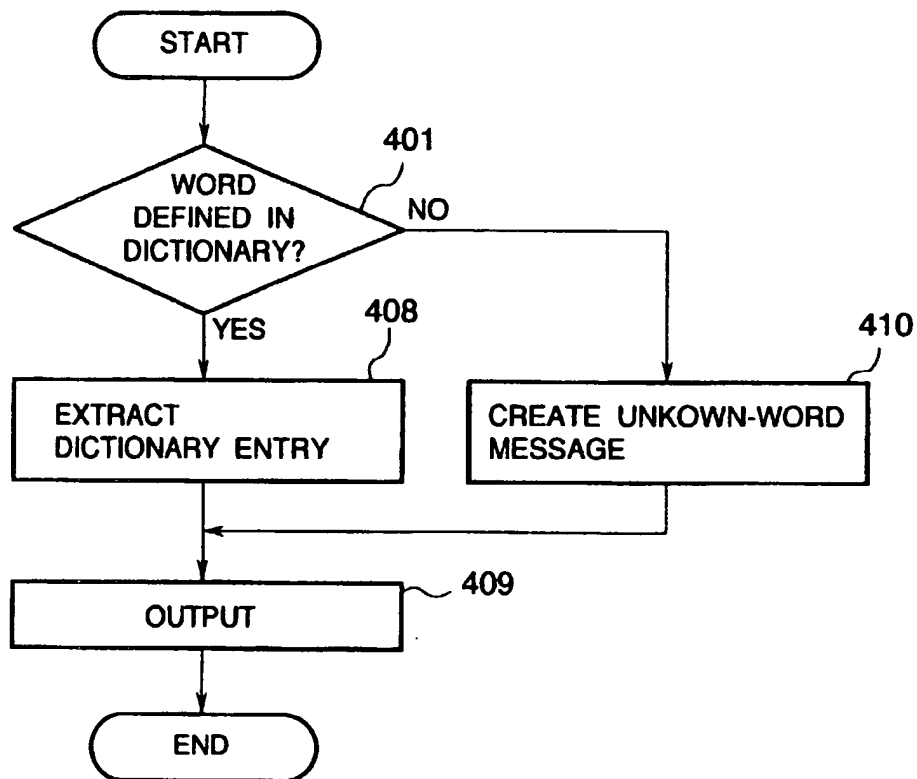 START
401
WORD
DEFINED IN
DICTIONARY?
NO
YES
408
EXTRACT
DICTIONARY ENTRY
410
CREATE UNKOWN-WORD
MESSAGE
409
OUTPUT
END